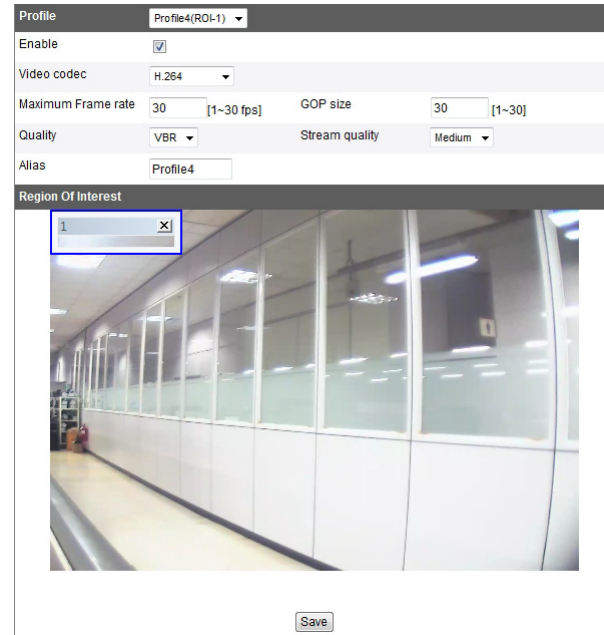 Profile Profile4(ROI-1)
Enable
Video codec H.264
Maximum Frame rate 30 [1~30 fps] GOP size 30 [1~30]
Quality VBR Stream quality Medium
Alias Profile4
Region Of Interest
1
Save